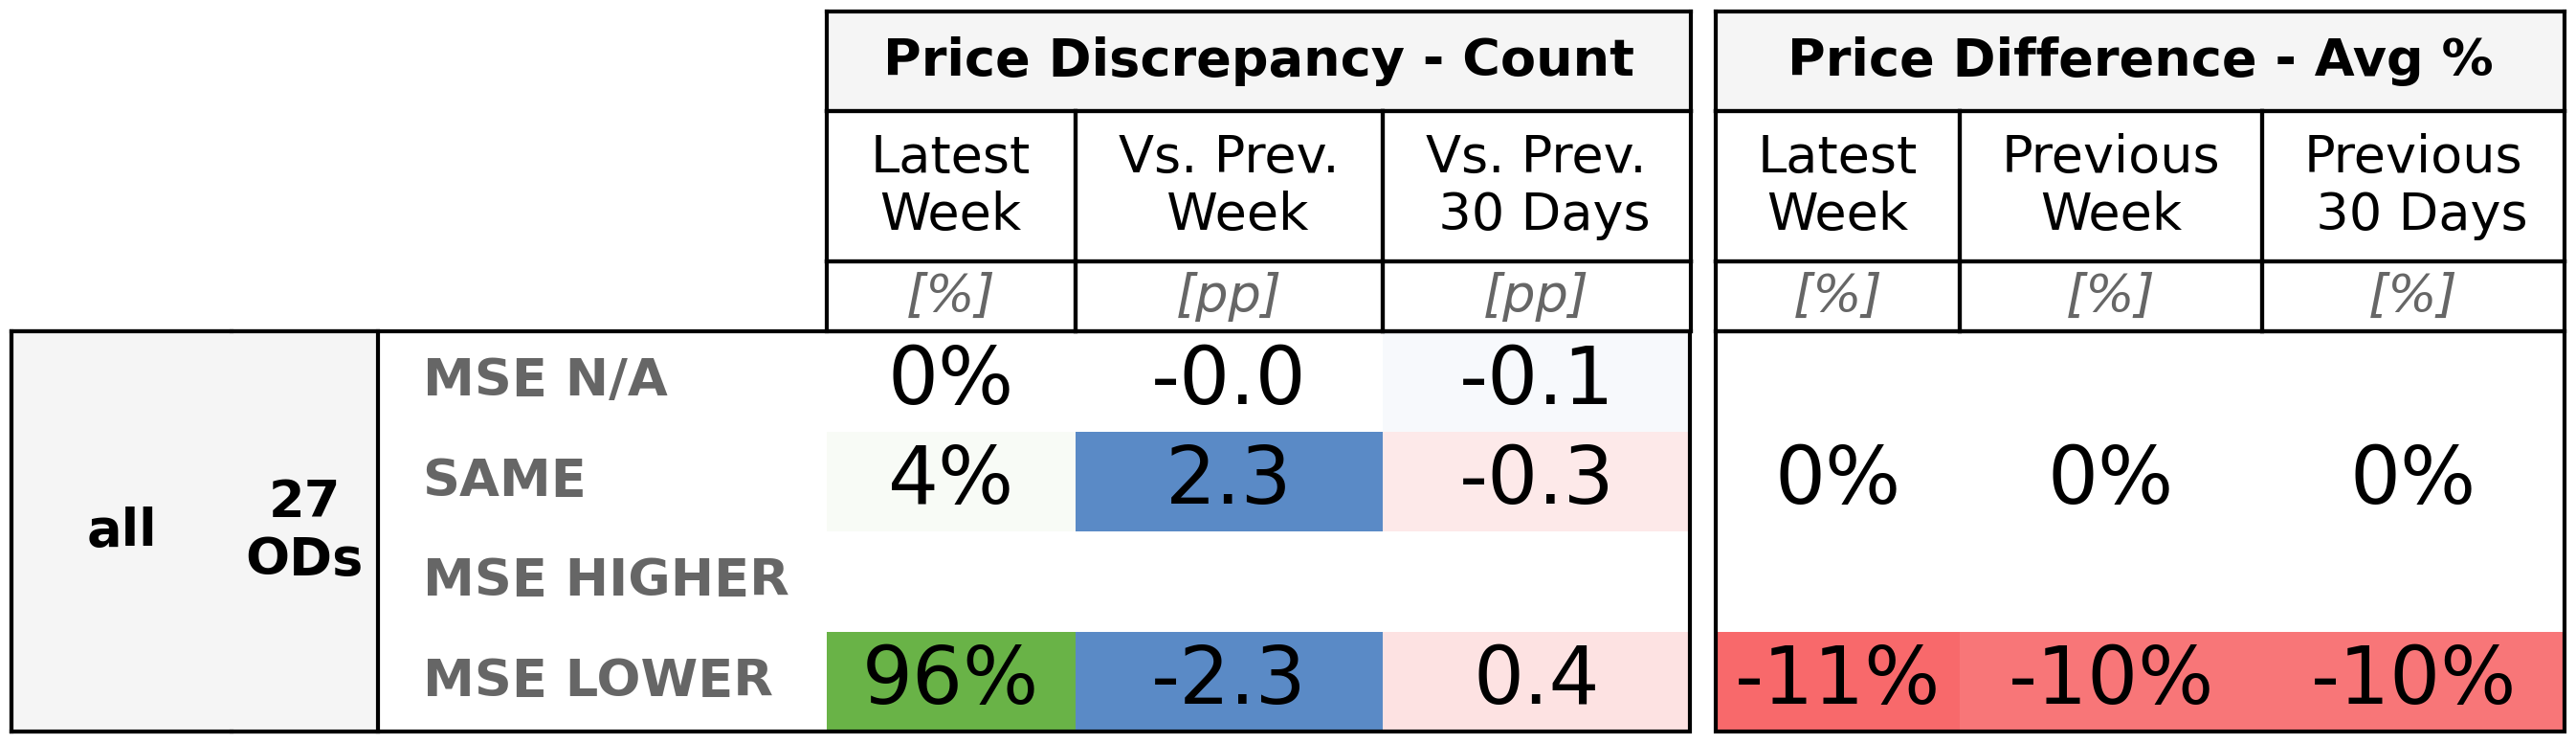 Price Discrepancy - Count Price Difference - Avg %
Latest Week Vs. Prev. Week Vs. Prev. 30 Days Latest Week Previous Week Previous 30 Days
[%] [pp] [pp] [%] [%] [%]
all 27 ODs
MSE N/A 0% -0.0 -0.1
SAME 4% 2.3 -0.3 0% 0% 0%
MSE HIGHER
MSE LOWER 96% -2.3 0.4 -11% -10% -10%